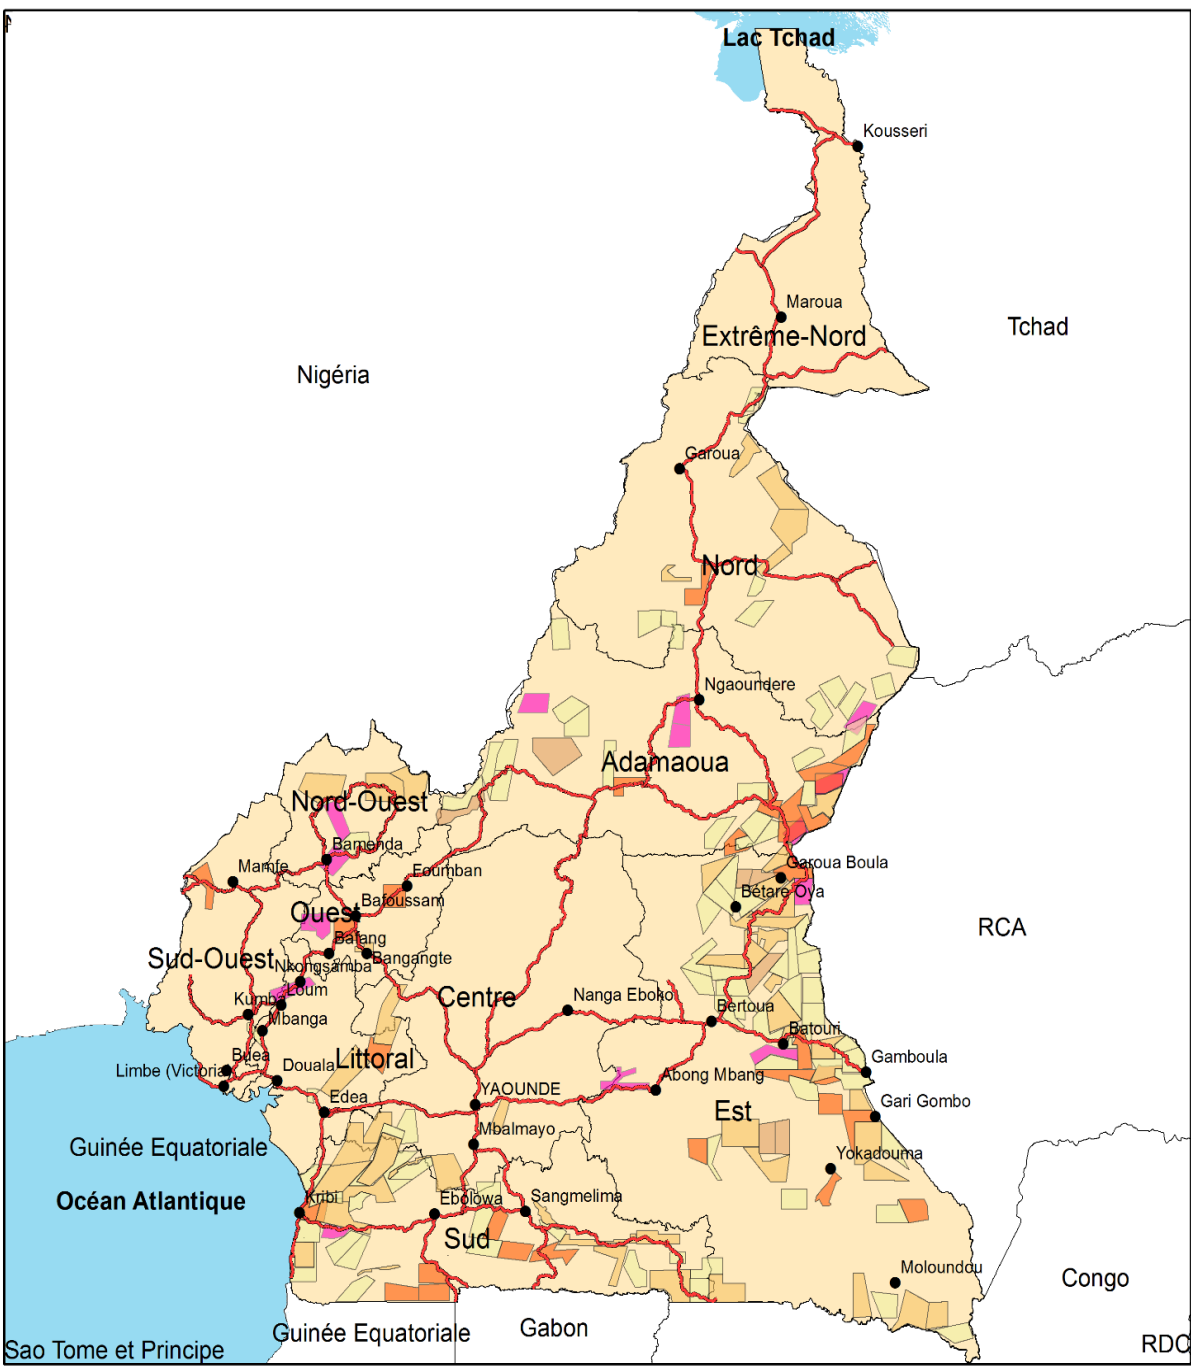 Lac Tchad
Kousseri
Maroua
Extrême-Nord
Tchad
Nigéria
Garoua
Nord
Ngaoundere
Adamaoua
Nord-Ouest
Bamenda
Mamfe
Foumban
Garoua Boula
Bétare Oya
Bafoussam
Ouest
RCA
Bafang
Bangangte
Sud-Ouest
Nkongsamba
Loum
Centre
Nanga Eboko
Kumba
Bertoua
Mbanga
Batouri
Buea
Littoral
Gamboula
Limbe (Victoria
Douala
Abong Mbang
YAOUNDE
Edea
Est
Gari Gombo
Mbalmayo
Guinée Equatoriale
Yokadouma
Océan Atlantique
Kribi
Ebolowa
Sangmelima
Sud
Moloundou
Congo
Guinée Equatoriale
Gabon
Sao Tome et Principe
RDC